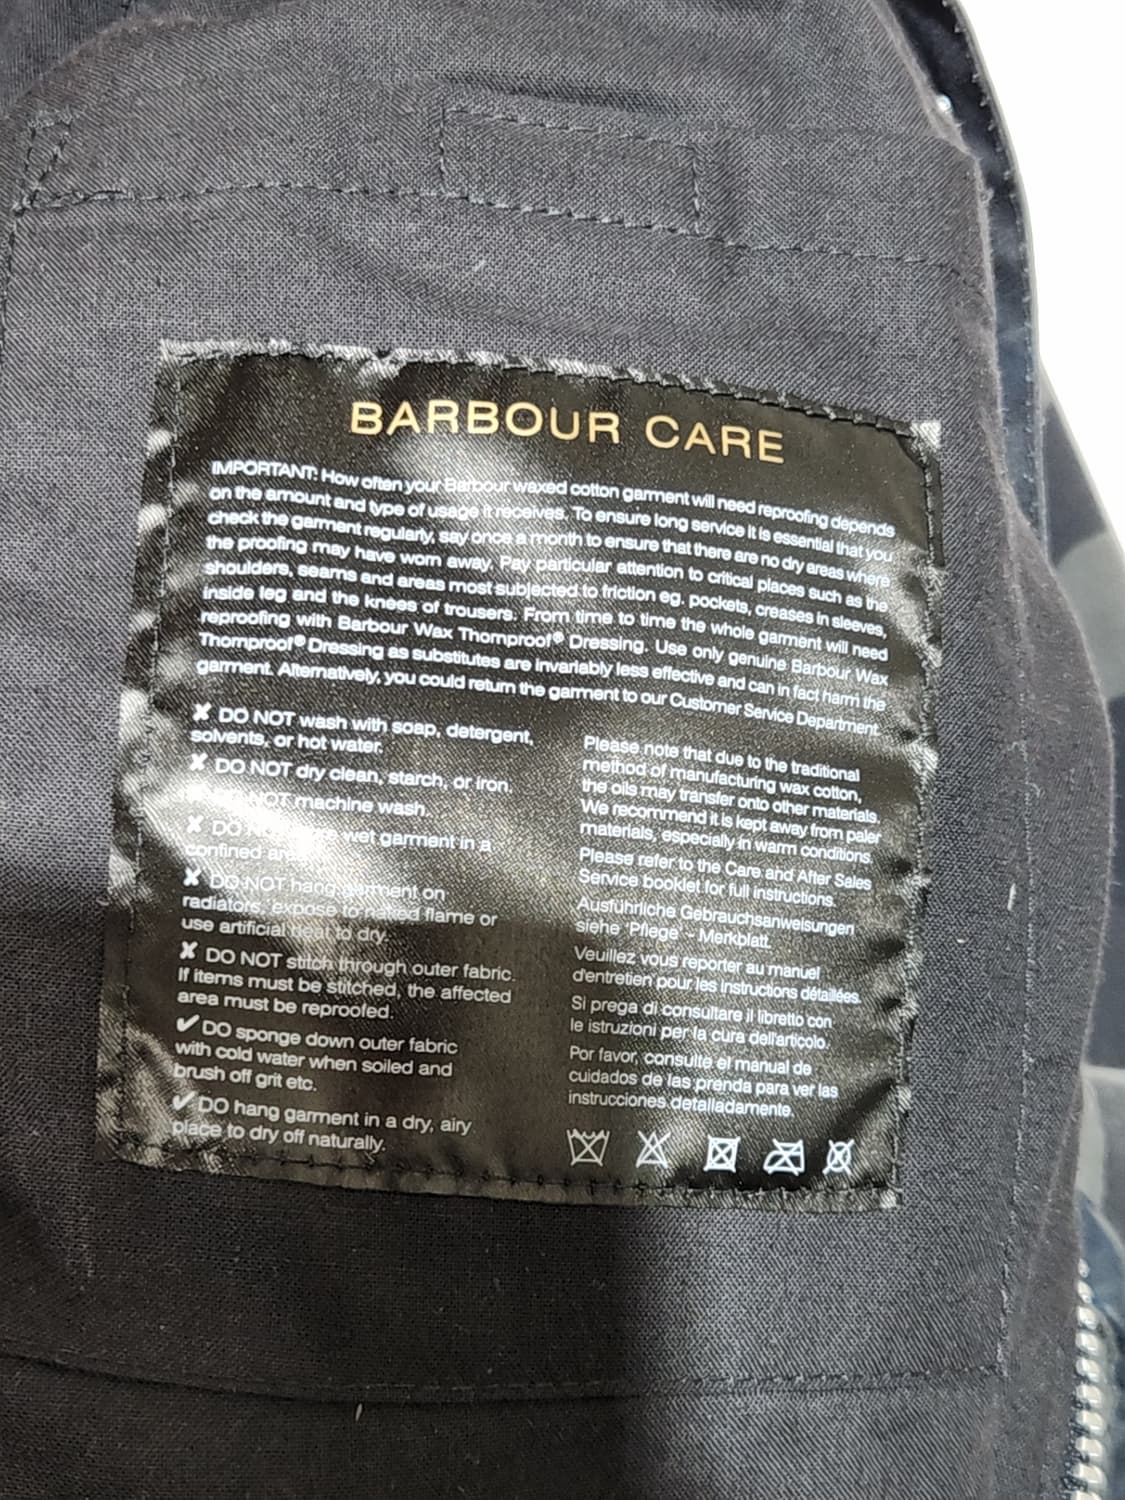 BARBOUR CARE
IMPORTANT: How often your Barbour waxed cotton garment will need reproofing depends
on the amount and type of usage it receives. To ensure long service it is essential that you
check the garment regularly, say once a month to ensure that there are no dry areas where
the proofing may have worn away. Pay particular attention to critical places such as the
shoulders, seams and areas most subjected to friction eg. pockets, creases in sleeves,
inside leg and the knees of trousers. From time to time the whole garment will need
reproofing with Barbour Wax Thornproof® Dressing. Use only genuine Barbour Wax
Thornproof® Dressing as substitutes are invariably less effective and can in fact harm the
garment. Alternatively, you could return the garment to our Customer Service Department.
✘ DO NOT wash with soap, detergent,
solvents, or hot water.
✘ DO NOT dry clean, starch, or iron.
NOT machine wash.
✘ DO wet garment in a
confined
✘ DO NOT hang garment on
radiators, expose to naked flame or
use artificial heat to dry.
✘ DO NOT stitch through outer fabric.
If items must be stitched, the affected
area must be reproofed.
✔ DO sponge down outer fabric
with cold water when soiled and
brush off grit etc.
✔ DO hang garment in a dry, airy
place to dry off naturally.
Please note that due to the traditional
method of manufacturing wax cotton,
the oils may transfer onto other materials.
We recommend it is kept away from paler
materials, especially in warm conditions.
Please refer to the Care and After Sales
Service booklet for full instructions.
Ausführliche Gebrauchsanweisungen
siehe 'Pflege' - Merkblatt.
Veuillez vous reporter au manuel
d'entretien pour les instructions détaillées.
Si prega di consultare il libretto con
le istruzioni per la cura dell'articolo.
Por favor, consulte el manual de
cuidados de las prenda para ver las
instrucciones detalladamente.